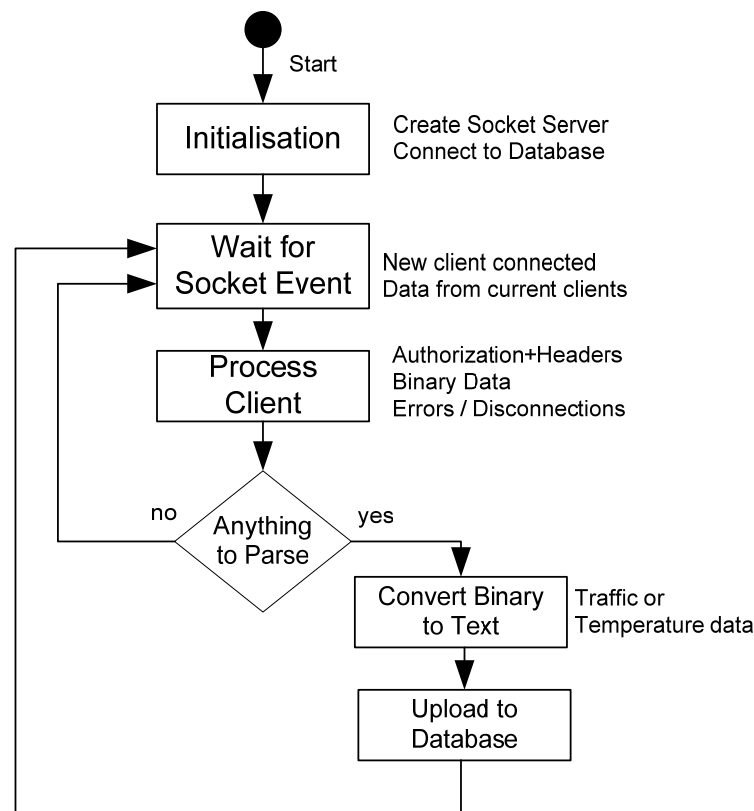 Start
Initialisation
Create Socket Server
Connect to Database
Wait for
Socket Event
New client connected
Data from current clients
Process
Client
Authorization+Headers
Binary Data
Errors / Disconnections
no
Anything
to Parse
yes
Convert Binary
to Text
Traffic or
Temperature data
Upload to
Database